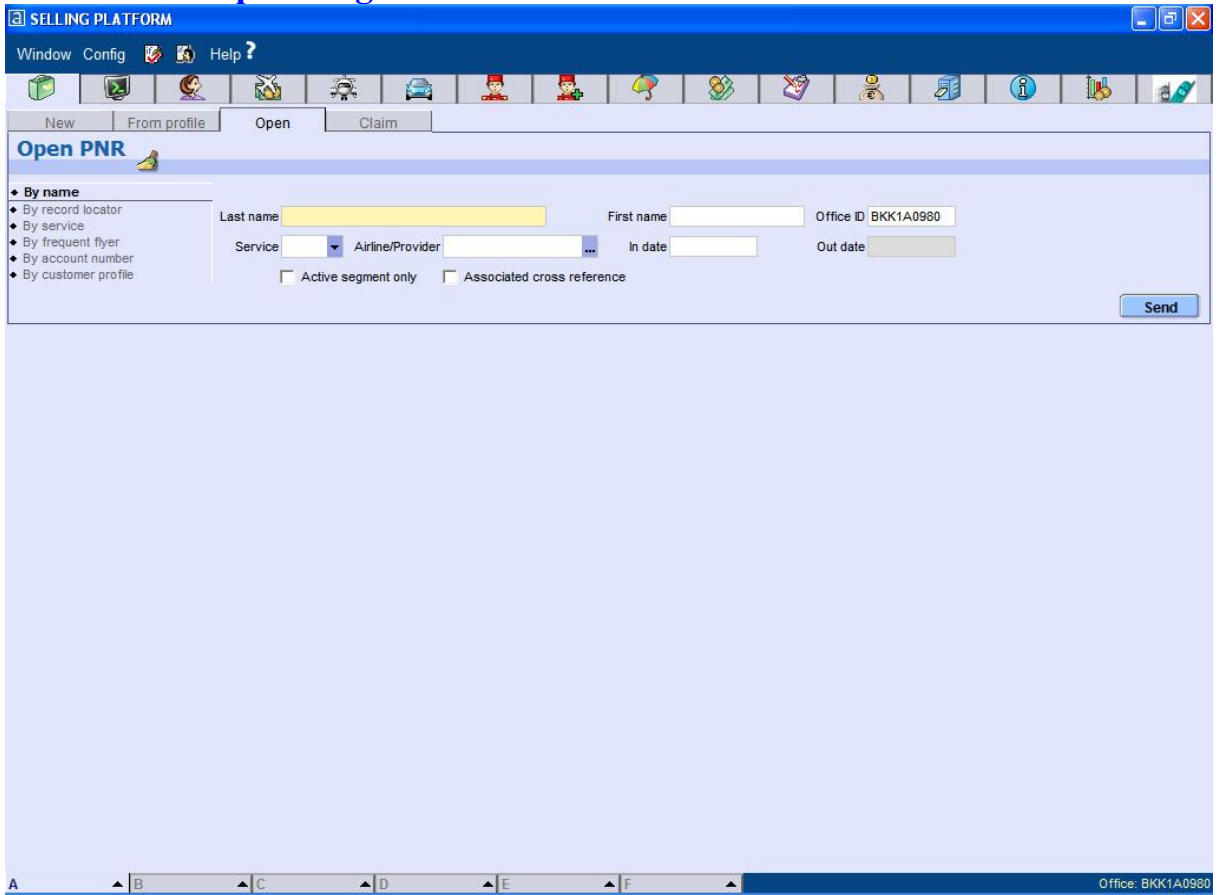 a SELLING PLATFORM
Window Config Help ?
New From profile Open Claim
Open PNR
By name
By record locator
By service
By frequent flyer
By account number
By customer profile
Last name First name Office ID BKK1A0980
Service Airline/Provider ... In date Out date
Active segment only Associated cross reference
Send
A B C D E F Office: BKK1A0980